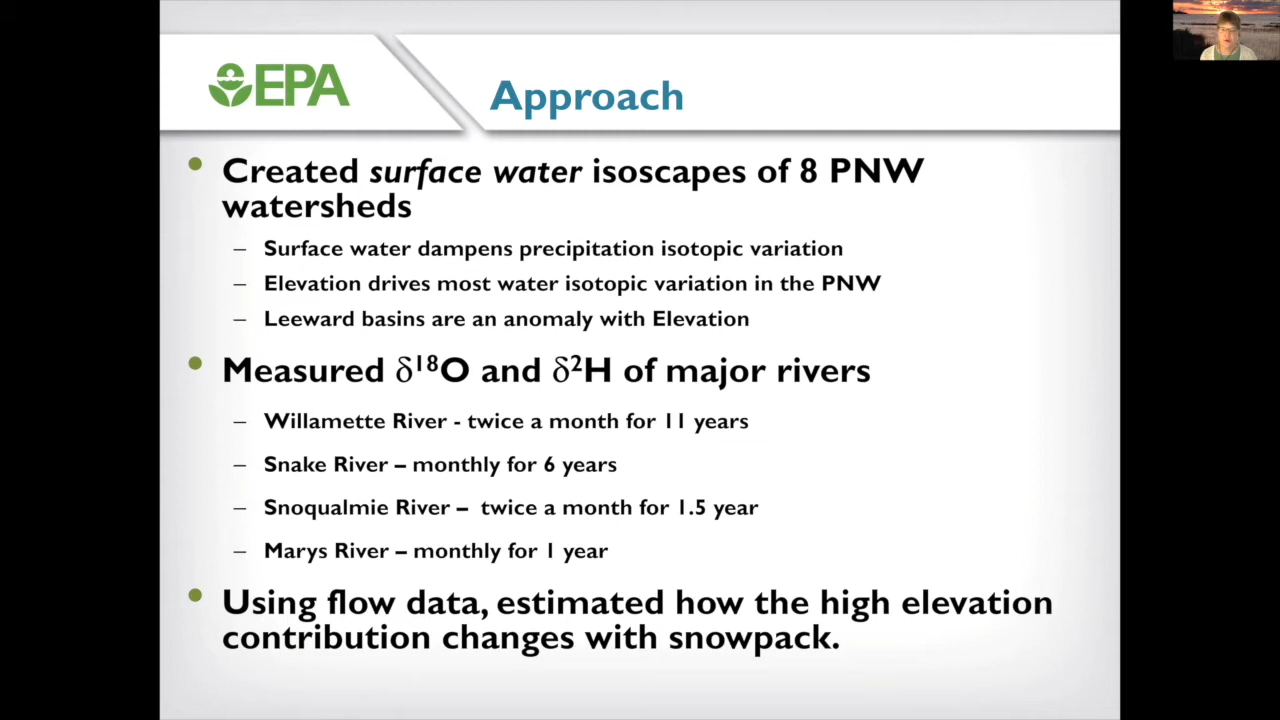 EPA
Approach
• Created surface water isoscapes of 8 PNW
watersheds
– Surface water dampens precipitation isotopic variation
– Elevation drives most water isotopic variation in the PNW
– Leeward basins are an anomaly with Elevation
• Measured δ¹⁸O and δ²H of major rivers
– Willamette River - twice a month for 11 years
– Snake River – monthly for 6 years
– Snoqualmie River – twice a month for 1.5 year
– Marys River – monthly for 1 year
• Using flow data, estimated how the high elevation
contribution changes with snowpack.